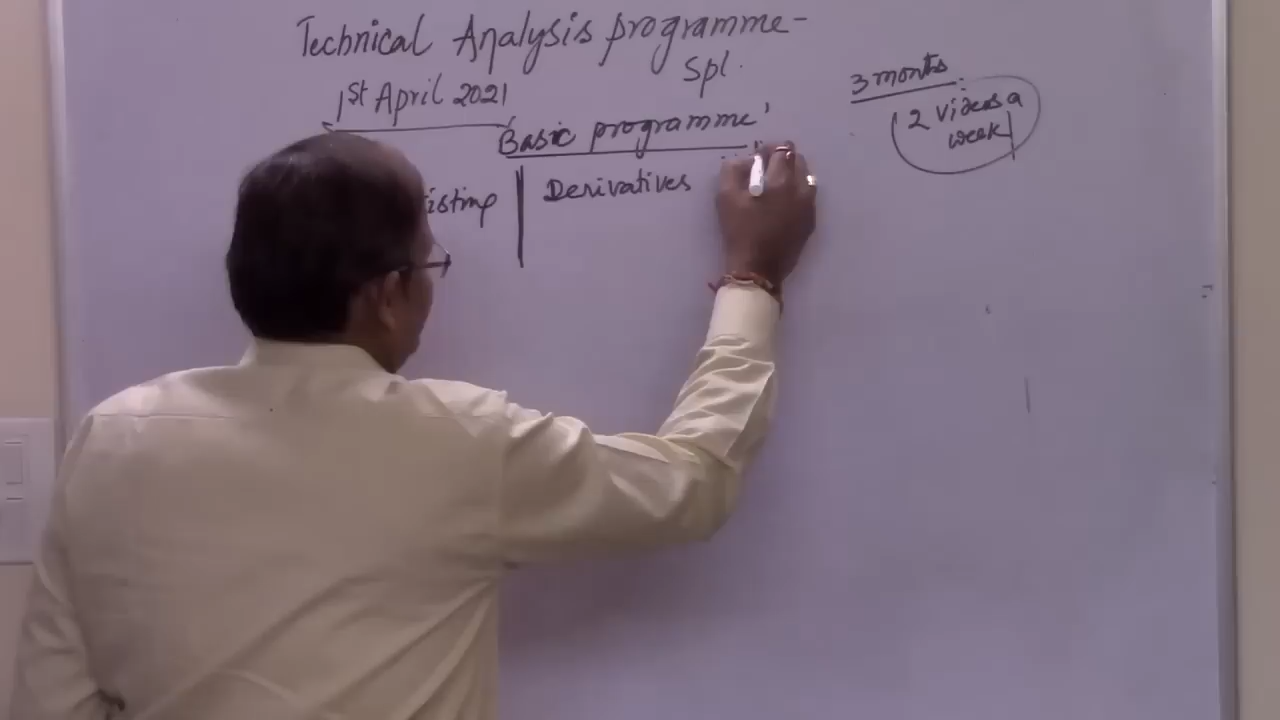 Technical Analysis programme-
Spl.
1st April 2021
3 months
2 videos a
week
Basic programme
Derivatives